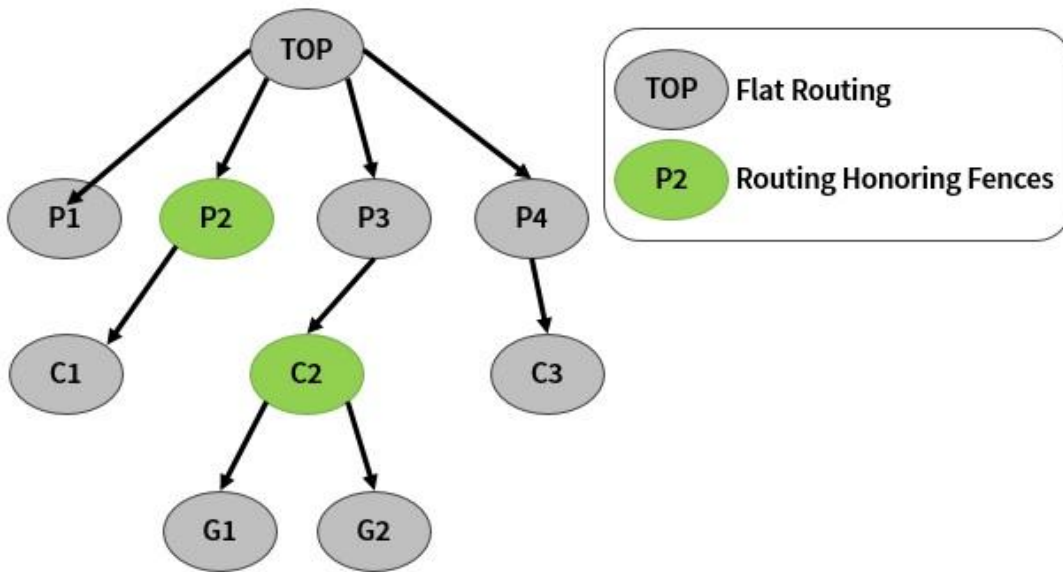 TOP
TOP Flat Routing
P2 Routing Honoring Fences
P1 P2 P3 P4
C1 C2 C3
G1 G2